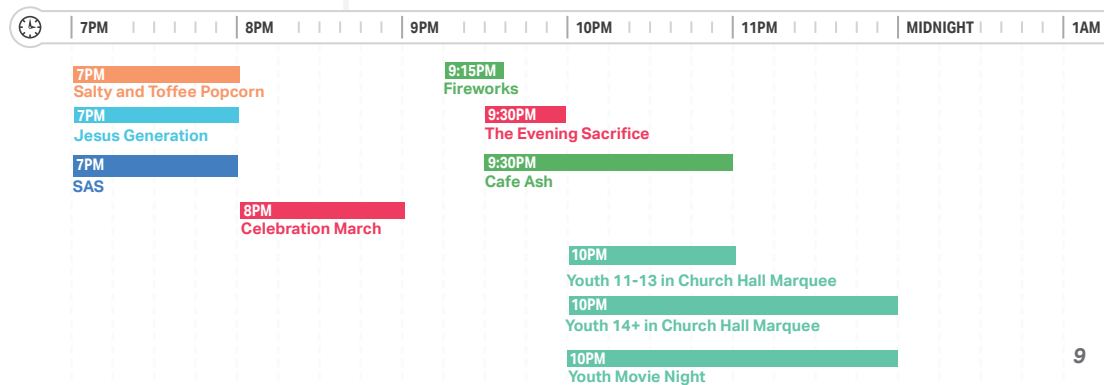 7PM 8PM 9PM 10PM 11PM MIDNIGHT 1AM
7PM
Salty and Toffee Popcorn
7PM
Jesus Generation
7PM
SAS
8PM
Celebration March
9:15PM
Fireworks
9:30PM
The Evening Sacrifice
9:30PM
Cafe Ash
10PM
Youth 11-13 in Church Hall Marquee
10PM
Youth 14+ in Church Hall Marquee
10PM
Youth Movie Night
9